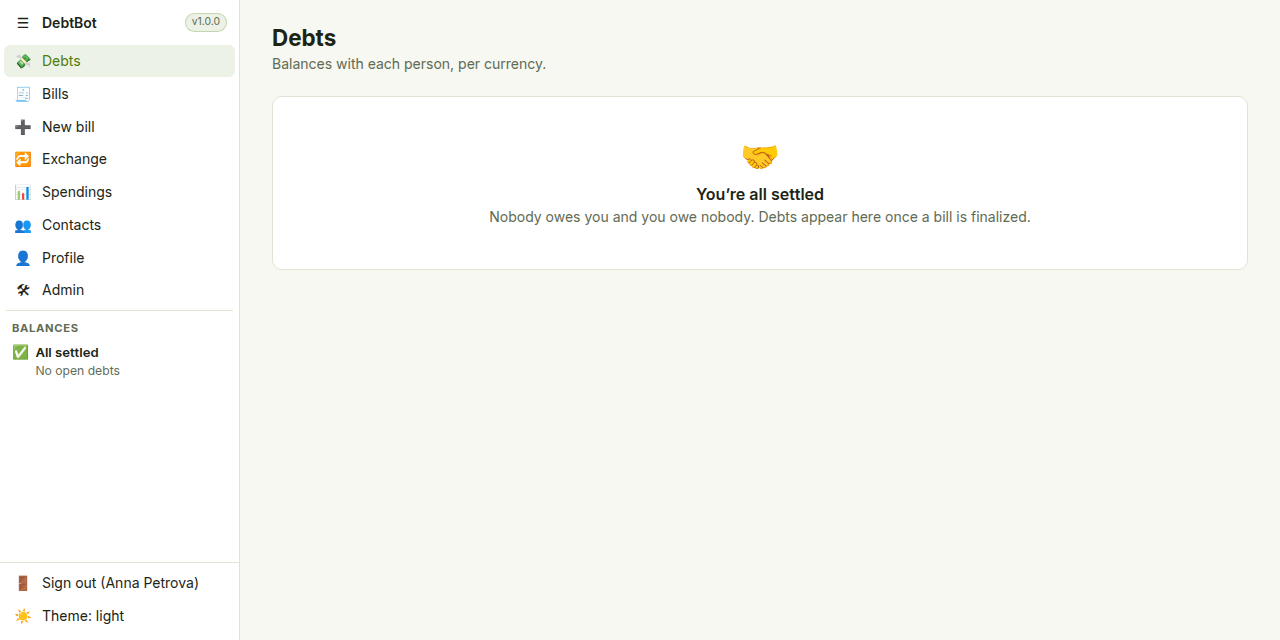 ☰ DebtBot v1.0.0
Debts
Bills
New bill
Exchange
Spendings
Contacts
Profile
Admin
BALANCES
All settled
No open debts
Sign out (Anna Petrova)
Theme: light
Debts
Balances with each person, per currency.
You’re all settled
Nobody owes you and you owe nobody. Debts appear here once a bill is finalized.